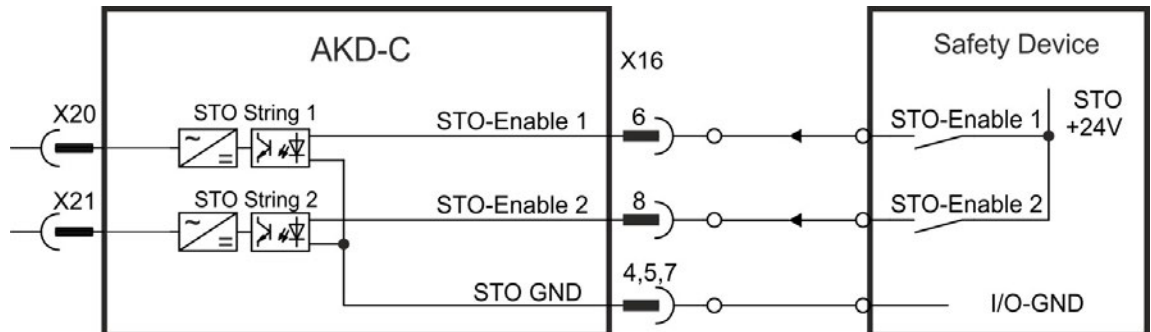 AKD-C
X16
Safety Device
X20
STO String 1
STO-Enable 1
6
STO-Enable 1
STO
+24V
X21
STO String 2
STO-Enable 2
8
STO-Enable 2
STO GND
4,5,7
I/O-GND